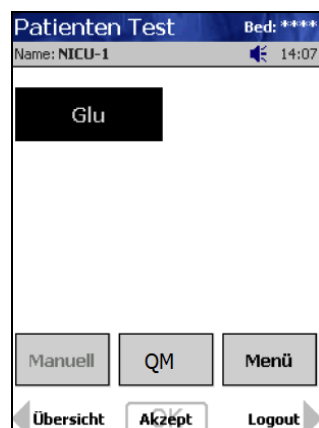 Patienten Test Bed: ****
Name: NICU-1 14:07
Glu
Manuell QM Menü
Übersicht Akzept Logout